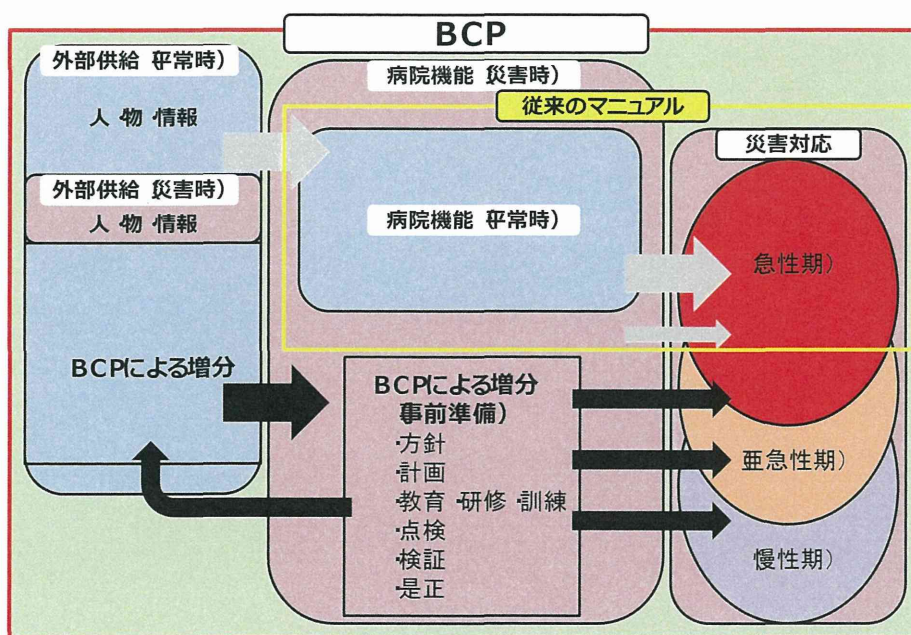 BCP
外部供給(平常時)
人・物・情報
外部供給(災害時)
人・物・情報
BCPによる増分
病院機能(災害時)
従来のマニュアル
病院機能(平常時)
BCPによる増分
(事前準備)
・方針
・計画
・教育・研修・訓練
・点検
・検証
・是正
災害対応
急性期)
亜急性期)
慢性期)